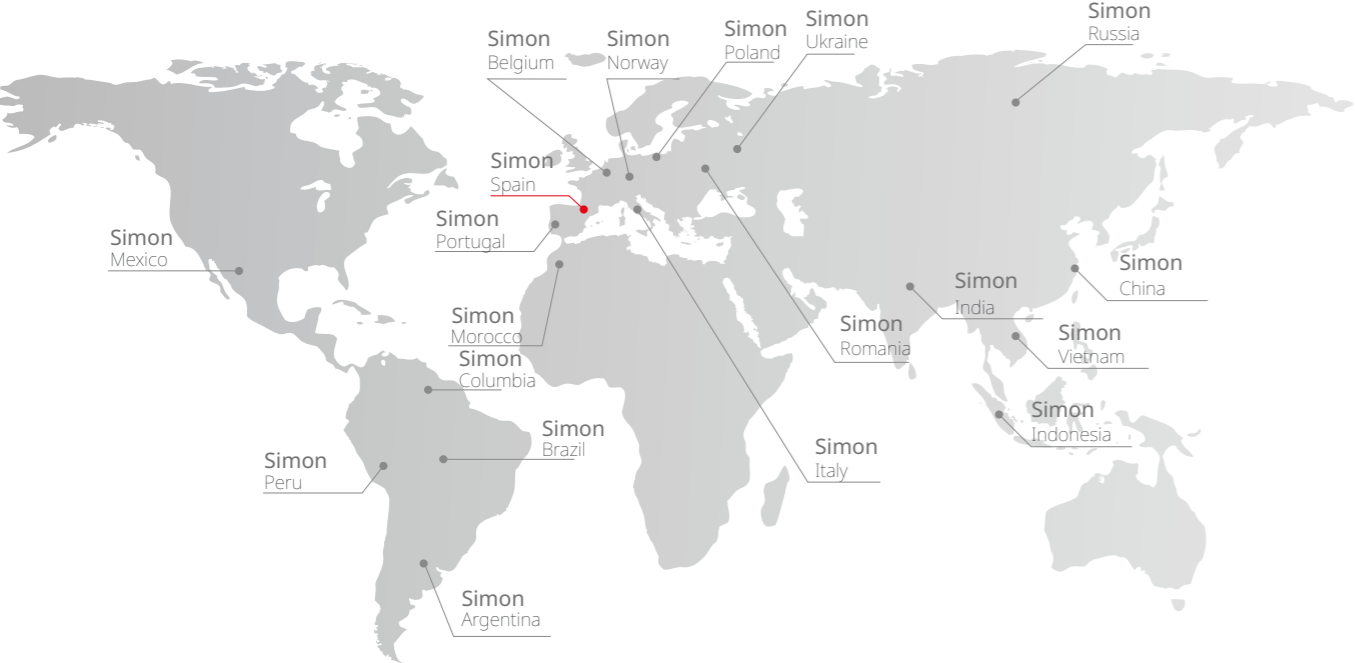 Simon
Russia
Simon
Ukraine
Simon
Poland
Simon
Norway
Simon
Belgium
Simon
Spain
Simon
Portugal
Simon
Mexico
Simon
China
Simon
India
Simon
Morocco
Simon
Romania
Simon
Vietnam
Simon
Columbia
Simon
Indonesia
Simon
Brazil
Simon
Italy
Simon
Peru
Simon
Argentina